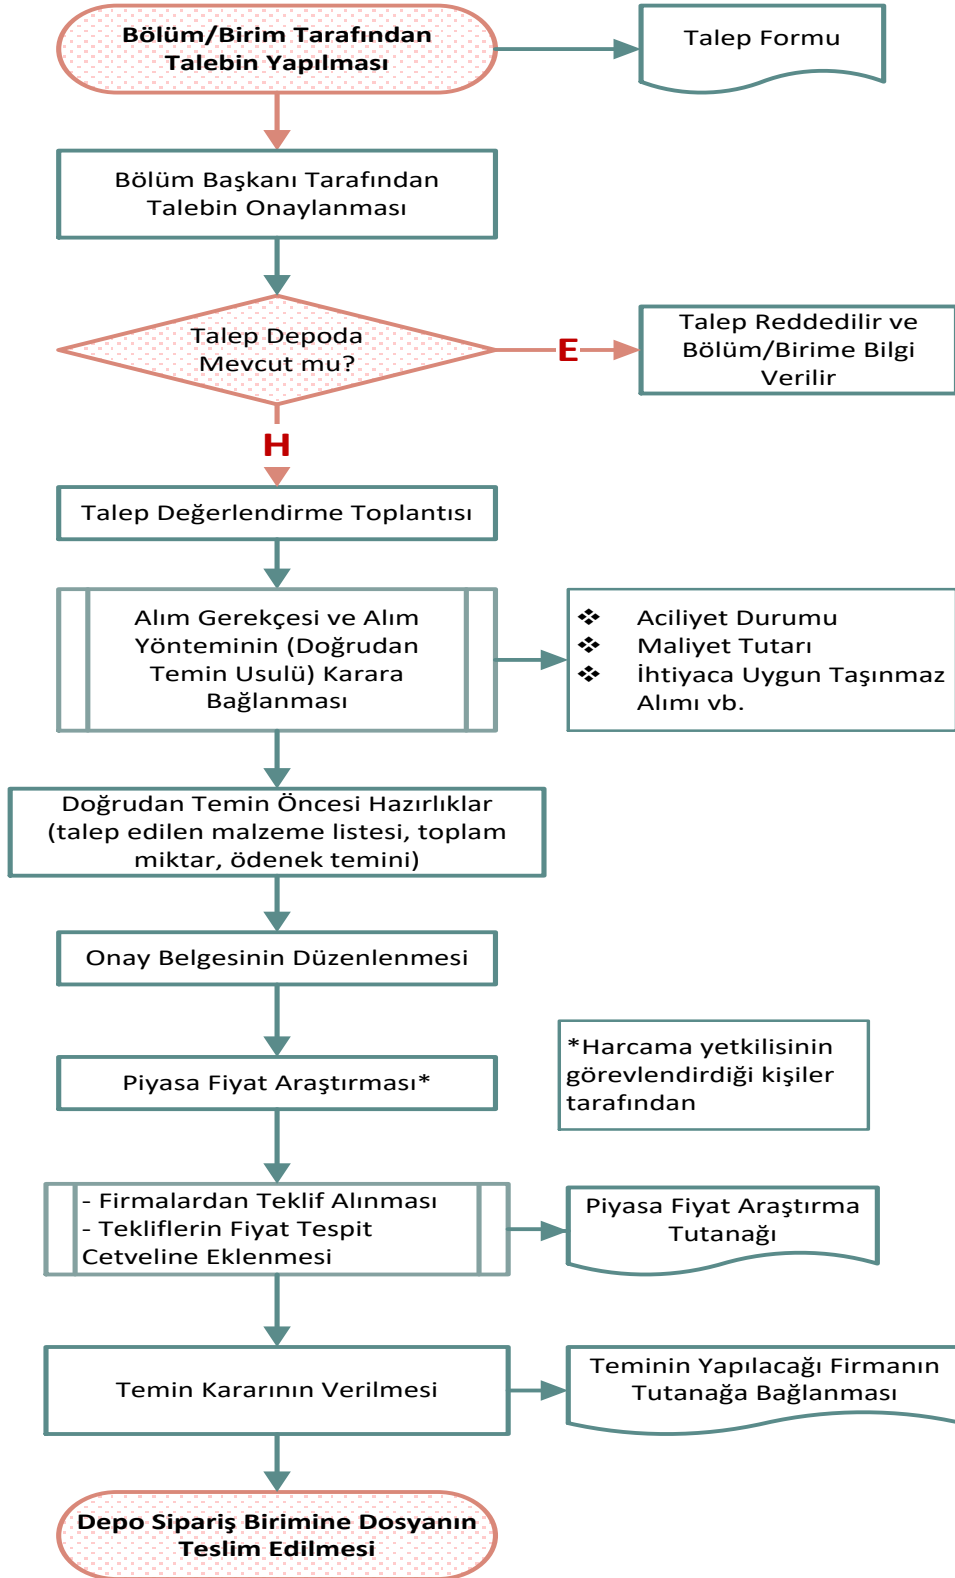 Bölüm/Birim Tarafından
Talebin Yapılması
Talep Formu
Bölüm Başkanı Tarafından
Talebin Onaylanması
Talep Depoda
Mevcut mu?
E
Talep Reddedilir ve
Bölüm/Birime Bilgi
Verilir
H
Talep Değerlendirme Toplantısı
Alım Gerekçesi ve Alım
Yönteminin (Doğrudan
Temin Usulü) Karara
Bağlanması
❖ Aciliyet Durumu
❖ Maliyet Tutarı
❖ İhtiyaca Uygun Taşınmaz
Alımı vb.
Doğrudan Temin Öncesi Hazırlıklar
(talep edilen malzeme listesi, toplam
miktar, ödenek temini)
Onay Belgesinin Düzenlenmesi
Piyasa Fiyat Araştırması*
*Harcama yetkilisinin
görevlendirdiği kişiler
tarafından
- Firmalardan Teklif Alınması
- Tekliflerin Fiyat Tespit
Cetveline Eklenmesi
Piyasa Fiyat Araştırma
Tutanağı
Temin Kararının Verilmesi
Teminin Yapılacağı Firmanın
Tutanağa Bağlanması
Depo Sipariş Birimine Dosyanın
Teslim Edilmesi